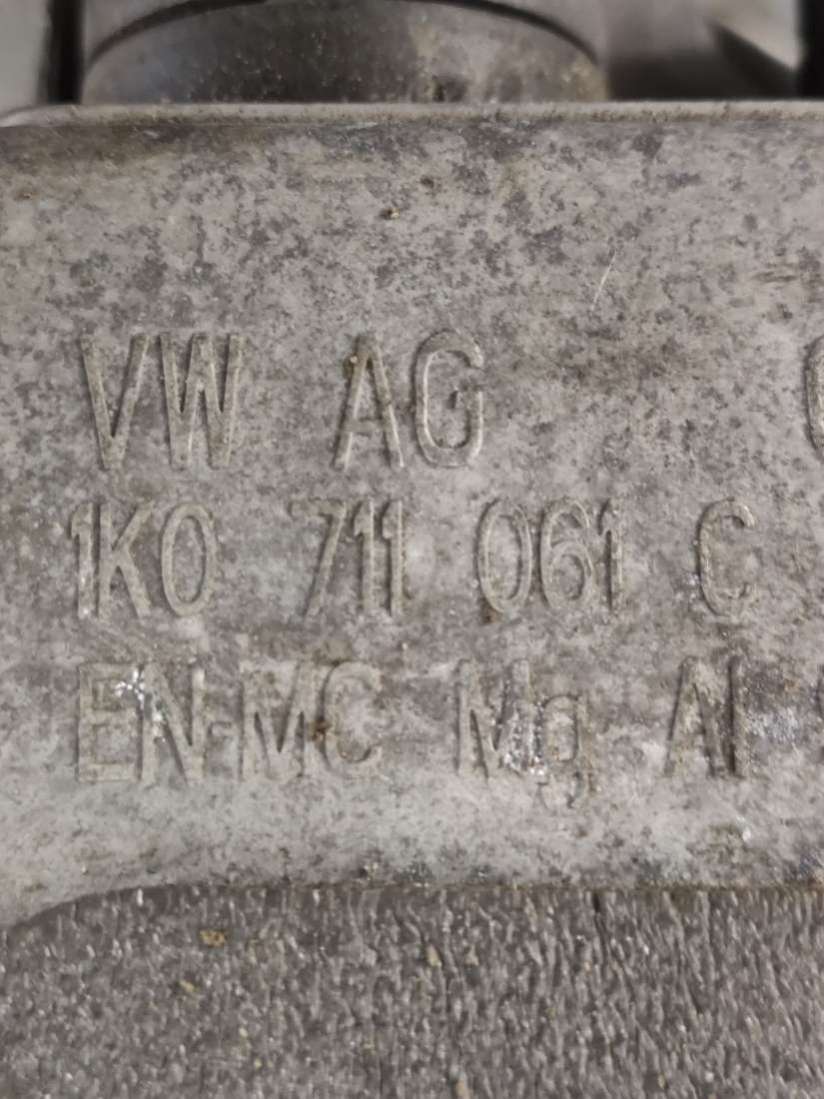 VW AG
1K0 711 061 C
EN-MC Mg Al